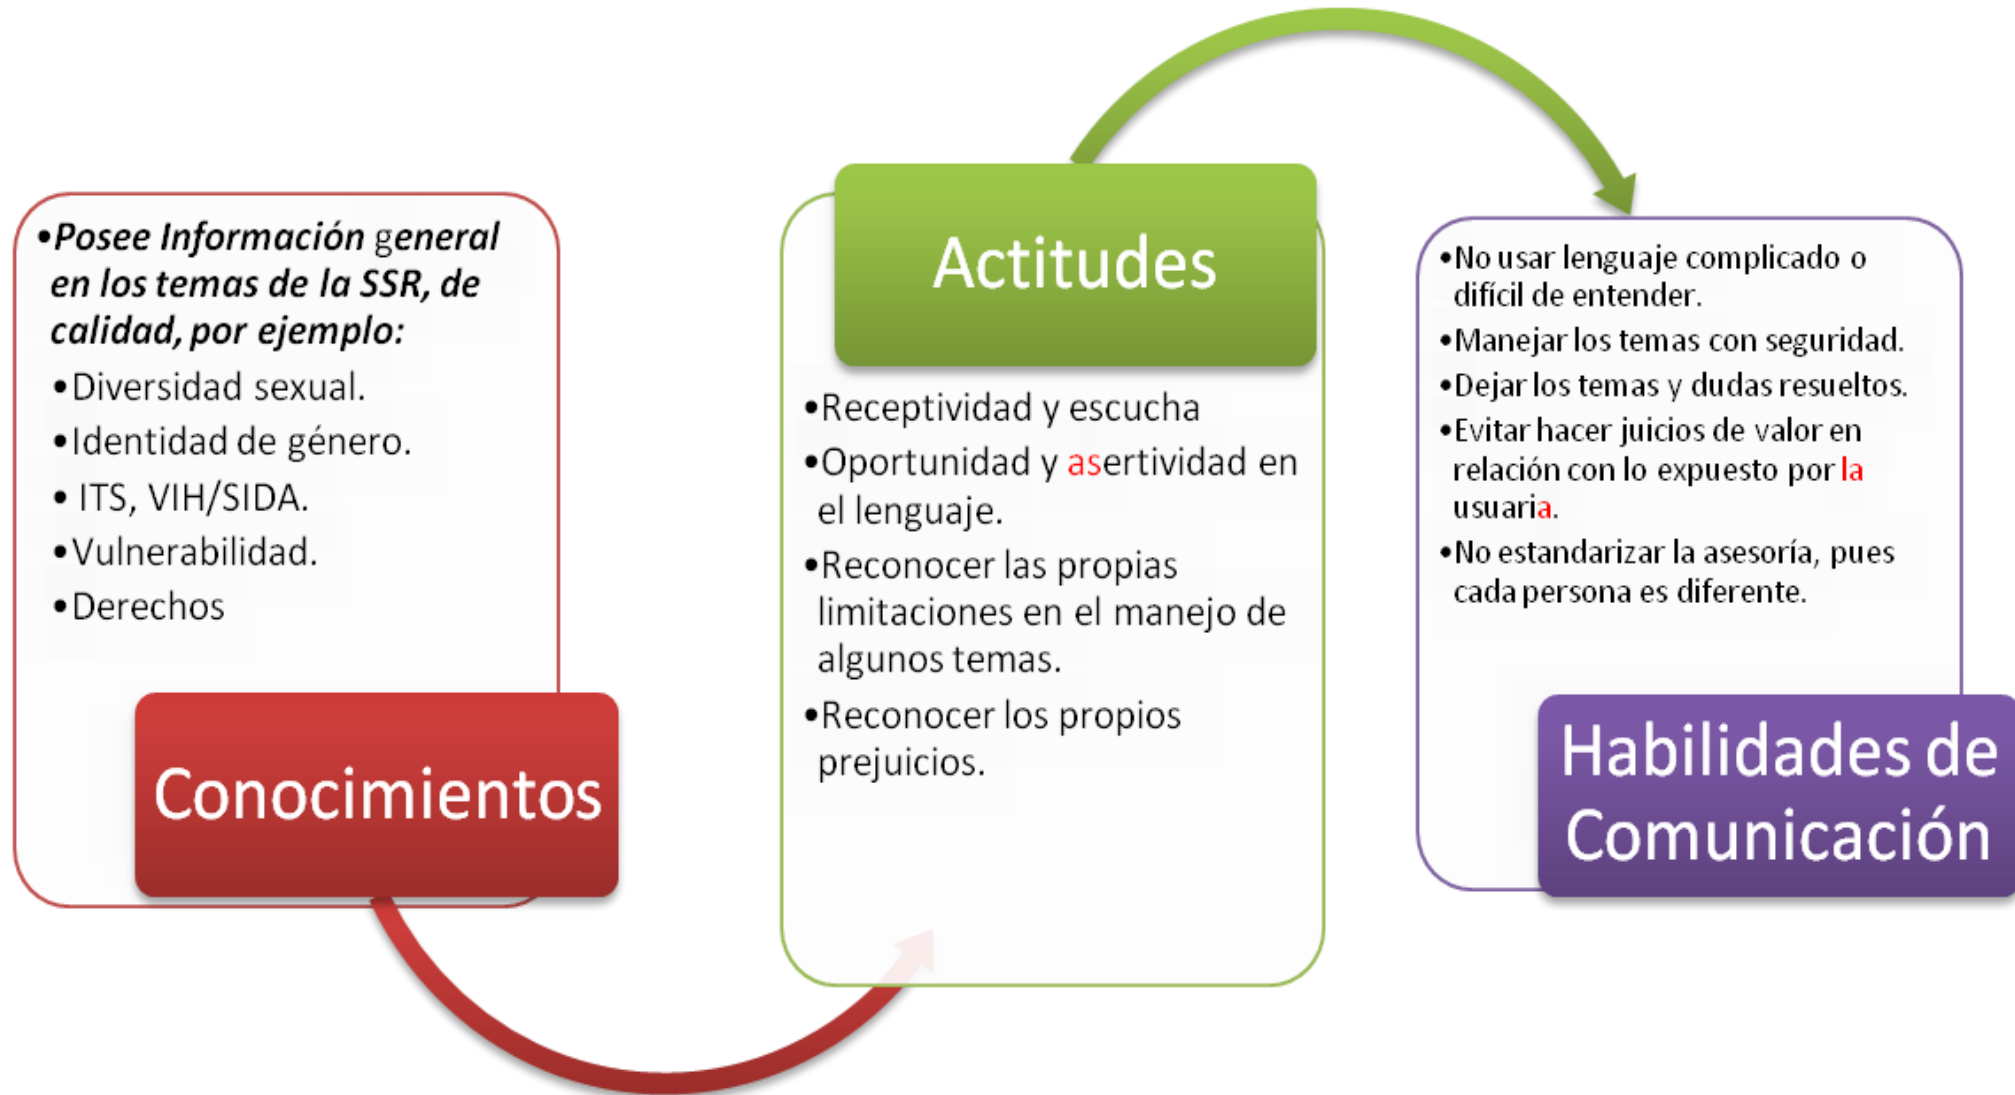 •Posee Información general
en los temas de la SSR, de
calidad, por ejemplo:
•Diversidad sexual.
•Identidad de género.
• ITS, VIH/SIDA.
•Vulnerabilidad.
•Derechos
Conocimientos
Actitudes
•Receptividad y escucha
•Oportunidad y asertividad en
el lenguaje.
•Reconocer las propias
limitaciones en el manejo de
algunos temas.
•Reconocer los propios
prejuicios.
•No usar lenguaje complicado o
difícil de entender.
•Manejar los temas con seguridad.
•Dejar los temas y dudas resueltos.
•Evitar hacer juicios de valor en
relación con lo expuesto por la
usuaria.
•No estandarizar la asesoría, pues
cada persona es diferente.
Habilidades de
Comunicación